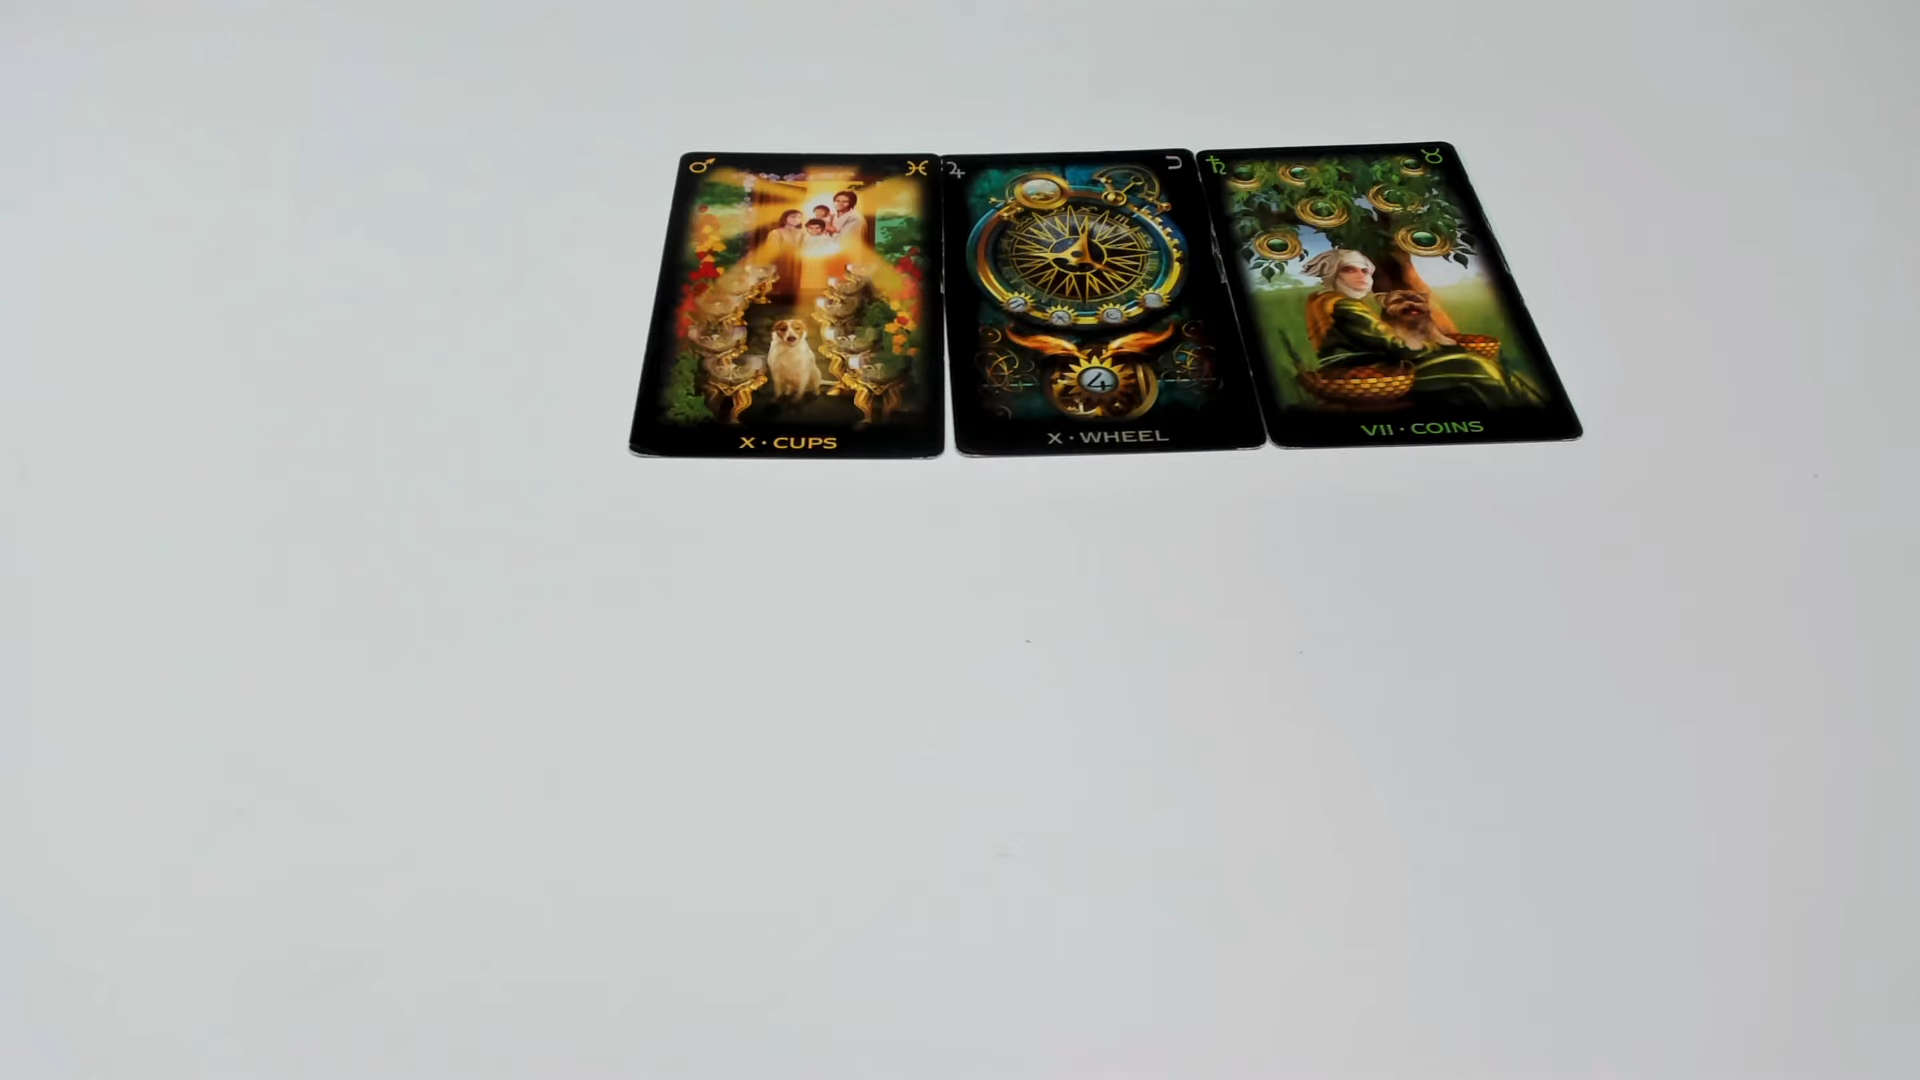 X · CUPS
X · WHEEL
VII · COINS